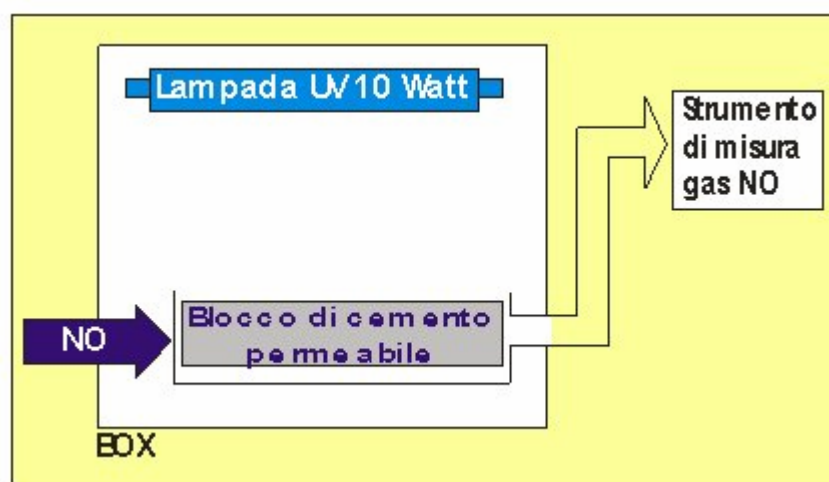 Lampada UV 10 Watt
Strumento
di misura
gas NO
NO
Blocco di cemento
permeabile
BOX